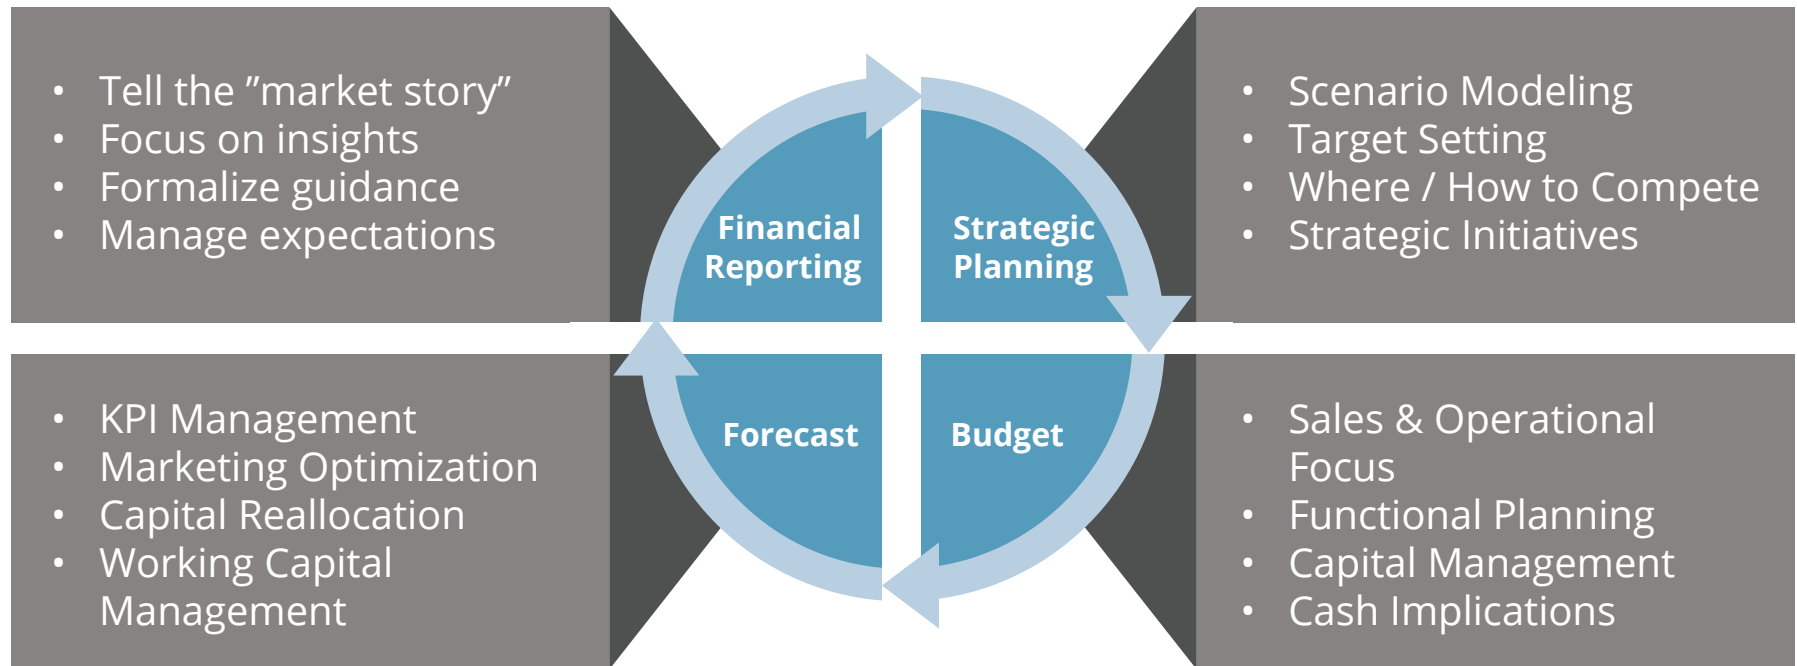 • Tell the ”market story”
• Focus on insights
• Formalize guidance
• Manage expectations
Financial
Reporting
Strategic
Planning
• Scenario Modeling
• Target Setting
• Where / How to Compete
• Strategic Initiatives
• KPI Management
• Marketing Optimization
• Capital Reallocation
• Working Capital
Management
Forecast
Budget
• Sales & Operational
Focus
• Functional Planning
• Capital Management
• Cash Implications